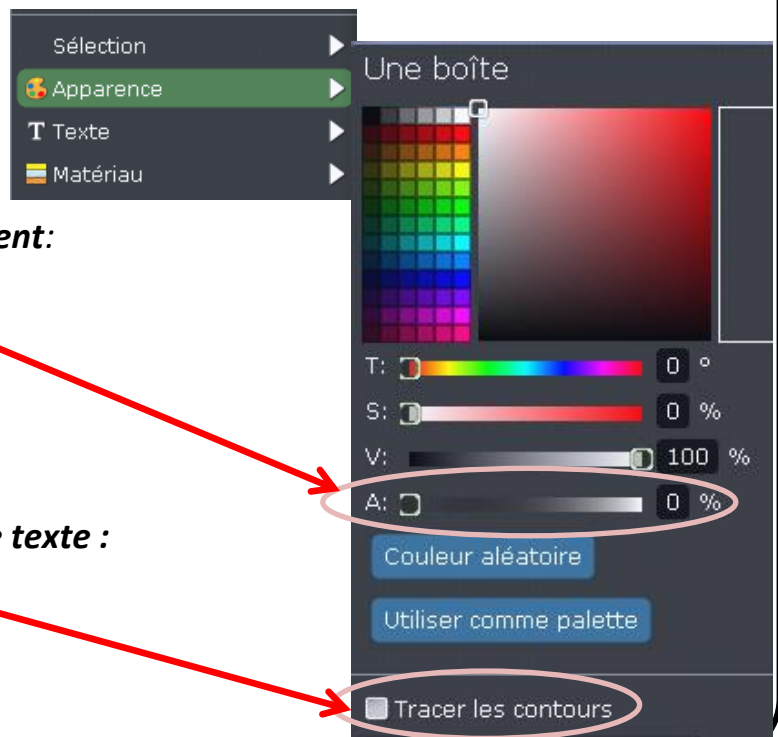 Sélection
Apparence
T Texte
Matériau
ent:
texte :
Une boîte
T: 0 °
S: 0 %
V: 100 %
A: 0 %
Couleur aléatoire
Utiliser comme palette
Tracer les contours